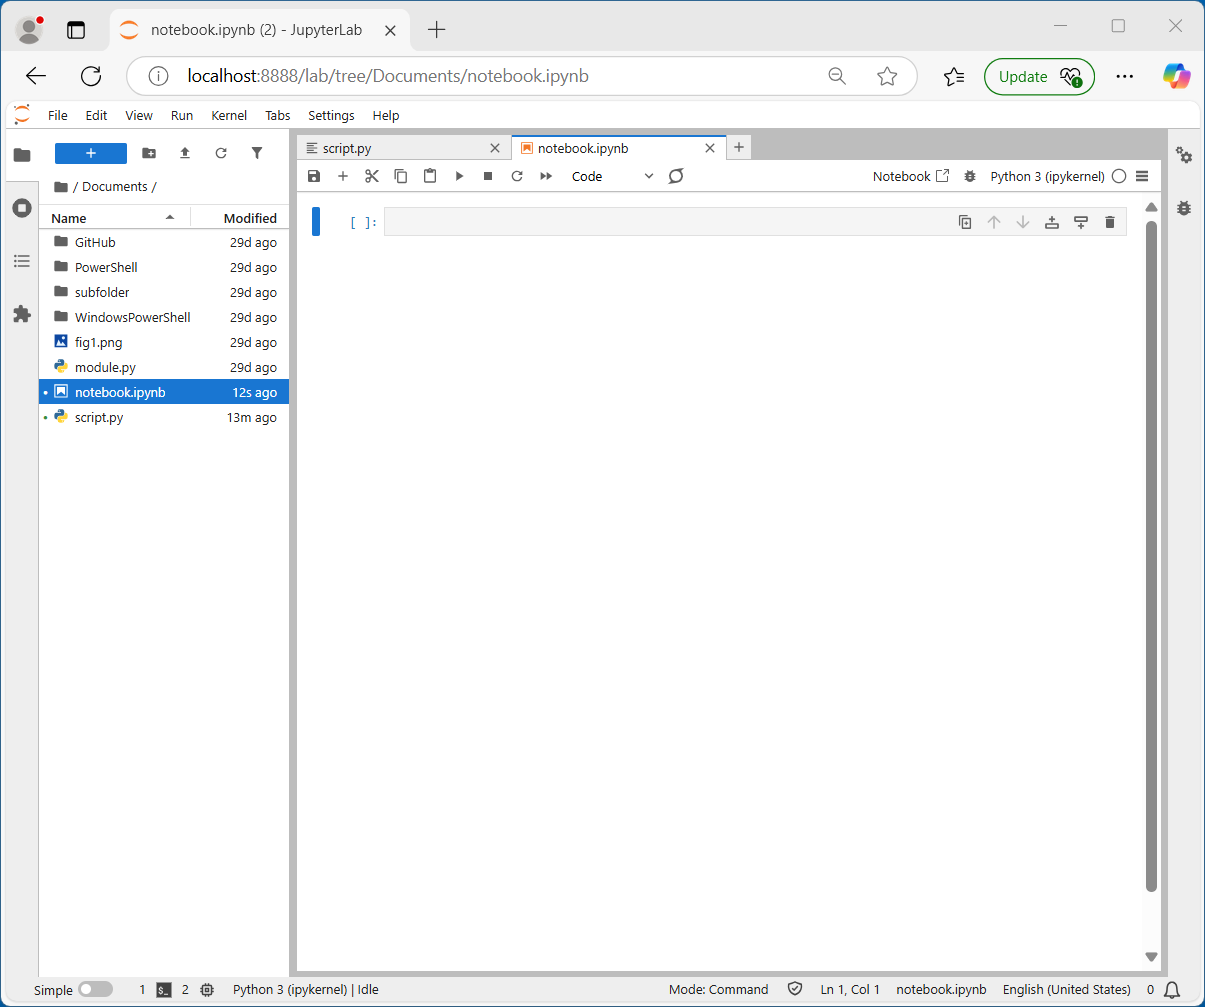 notebook.ipynb (2) - JupyterLab
localhost:8888/lab/tree/Documents/notebook.ipynb
Update
File Edit View Run Kernel Tabs Settings Help
script.py
notebook.ipynb
/ Documents /
Code
Notebook
Python 3 (ipykernel)
Name Modified
GitHub 29d ago
PowerShell 29d ago
subfolder 29d ago
WindowsPowerShell 29d ago
fig1.png 29d ago
module.py 29d ago
notebook.ipynb 12s ago
script.py 13m ago
[ ]:
Simple 1 2 Python 3 (ipykernel) | Idle Mode: Command Ln 1, Col 1 notebook.ipynb English (United States) 0